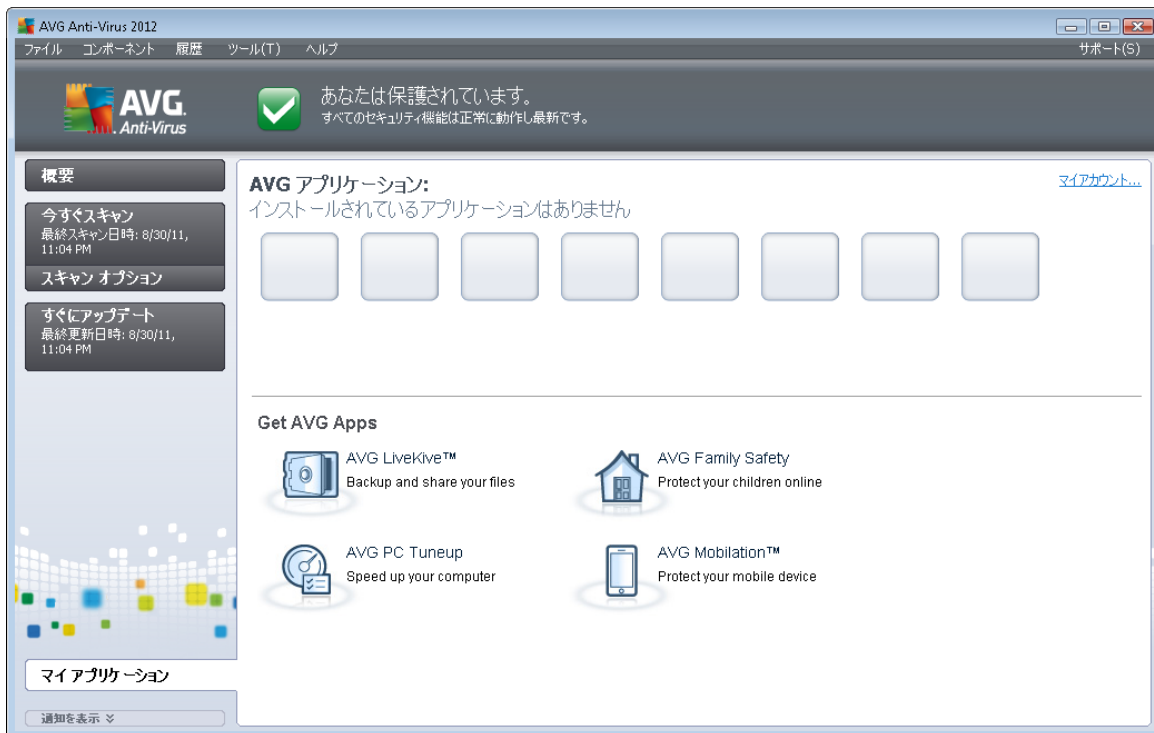 AVG Anti-Virus 2012
ファイル コンポーネント 履歴 ツール(T) ヘルプ サポート(S)
AVG.
Anti-Virus
あなたは保護されています。
すべてのセキュリティ機能は正常に動作し最新です。
概要
今すぐスキャン
最終スキャン日時: 8/30/11,
11:04 PM
スキャン オプション
すぐにアップデート
最終更新日時: 8/30/11,
11:04 PM
マイ アプリケーション
通知を表示
AVG アプリケーション:
マイアカウント...
インストールされているアプリケーションはありません
Get AVG Apps
AVG LiveKive™
Backup and share your files
AVG Family Safety
Protect your children online
AVG PC Tuneup
Speed up your computer
AVG Mobilation™
Protect your mobile device